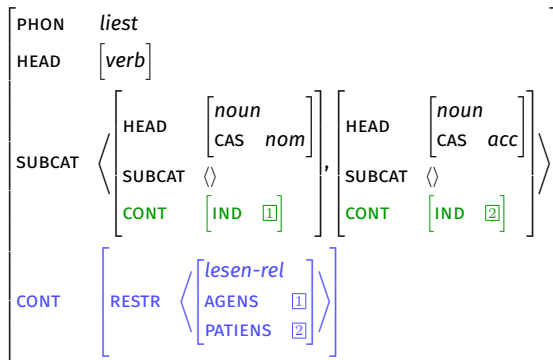 PHON liest
HEAD [verb]
SUBCAT ⟨[HEAD [noun CAS nom] SUBCAT ⟨⟩ CONT [IND 1]], [HEAD [noun CAS acc] SUBCAT ⟨⟩ CONT [IND 2]]⟩
CONT [RESTR ⟨[lesen-rel AGENS 1 PATIENS 2]⟩]